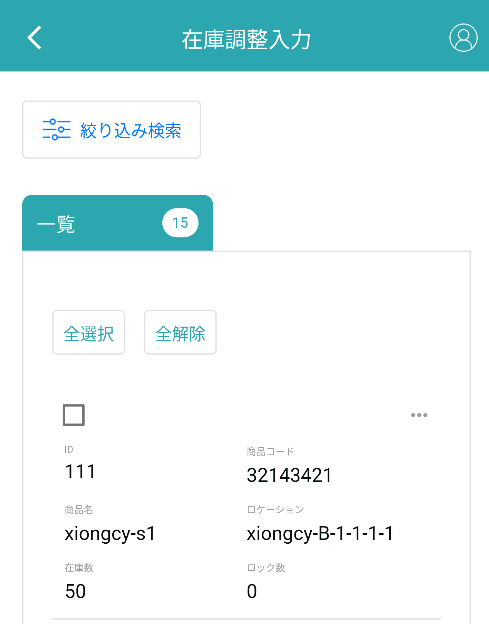 在庫調整入力
絞り込み検索
一覧 15
全選択 全解除
ID 商品コード
111 32143421
商品名 ロケーション
xiongcy-s1 xiongcy-B-1-1-1-1
在庫数 ロック数
50 0